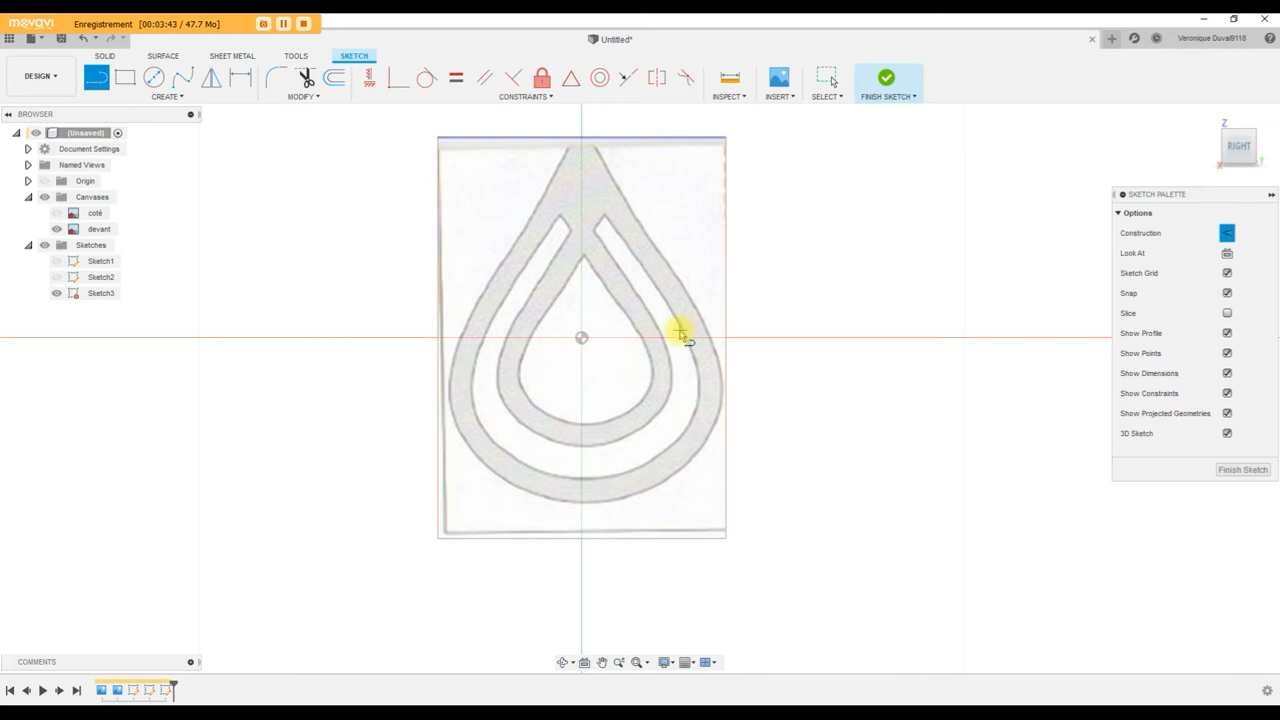 movavi
Enregistrement [00:03:43 / 47.7 Mo]
Untitled*
Veronique Duval9118
SOLID SURFACE SHEET METAL TOOLS SKETCH
DESIGN
CREATE MODIFY CONSTRAINTS INSPECT INSERT SELECT FINISH SKETCH
BROWSER
(Unsaved)
Document Settings
Named Views
Origin
Canvases
coté
devant
Sketches
Sketch1
Sketch2
Sketch3
Z
RIGHT
X Y
SKETCH PALETTE
Options
Construction
Look At
Sketch Grid
Snap
Slice
Show Profile
Show Points
Show Dimensions
Show Constraints
Show Projected Geometries
3D Sketch
Finish Sketch
COMMENTS